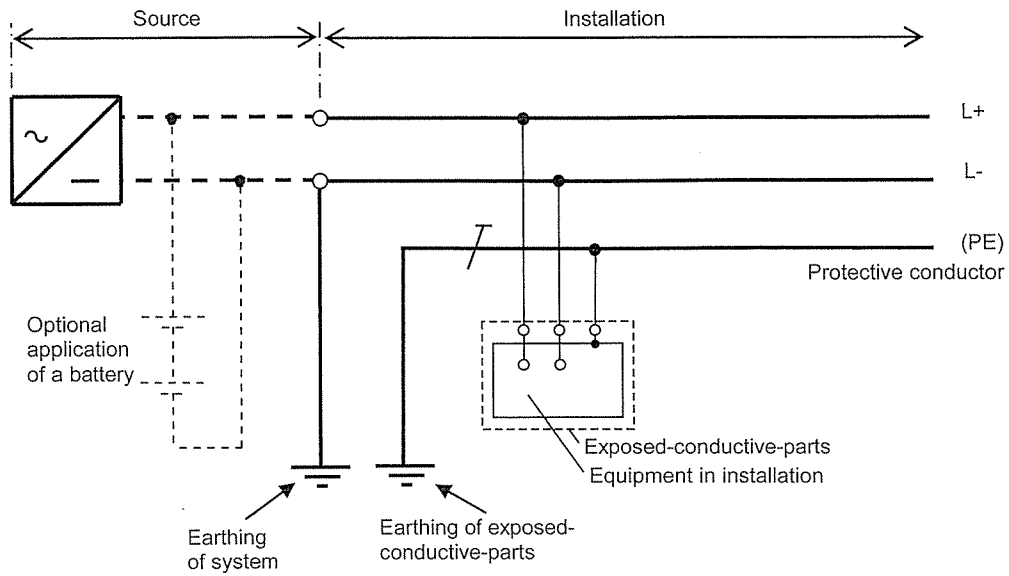 Source
Installation
L+
L-
(PE)
Protective conductor
Optional
application
of a battery
Exposed-conductive-parts
Equipment in installation
Earthing
of system
Earthing of exposed-
conductive-parts